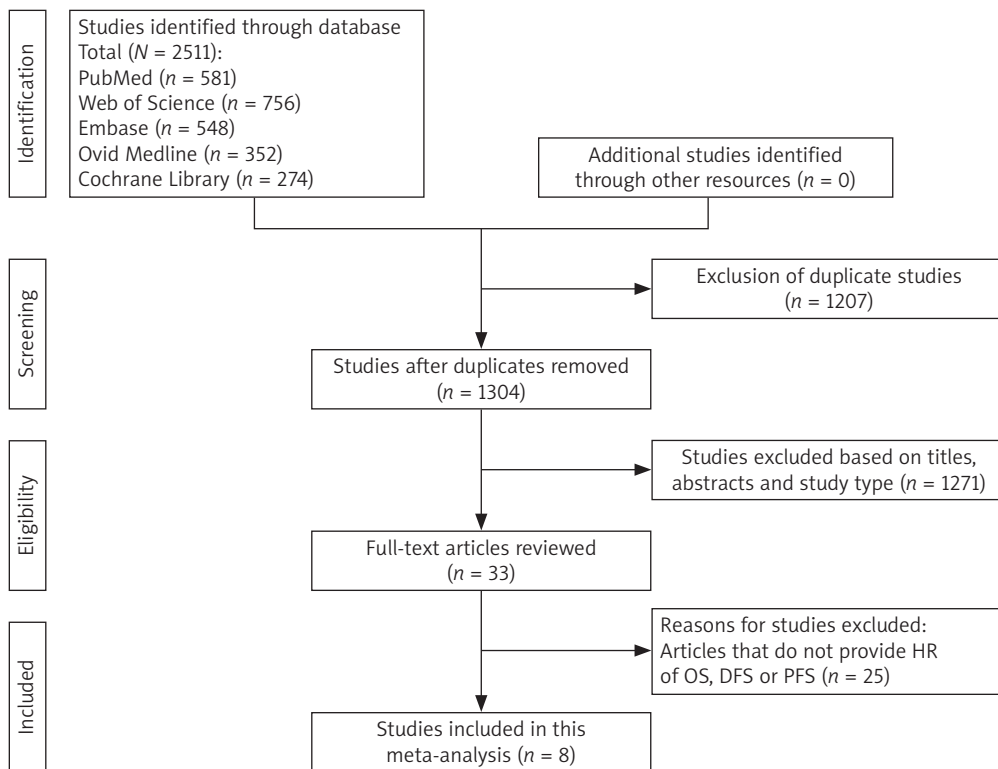 Identification
Studies identified through database
Total (N = 2511):
PubMed (n = 581)
Web of Science (n = 756)
Embase (n = 548)
Ovid Medline (n = 352)
Cochrane Library (n = 274)
Additional studies identified
through other resources (n = 0)
Screening
Exclusion of duplicate studies
(n = 1207)
Studies after duplicates removed
(n = 1304)
Eligibility
Studies excluded based on titles,
abstracts and study type (n = 1271)
Full-text articles reviewed
(n = 33)
Included
Reasons for studies excluded:
Articles that do not provide HR
of OS, DFS or PFS (n = 25)
Studies included in this
meta-analysis (n = 8)